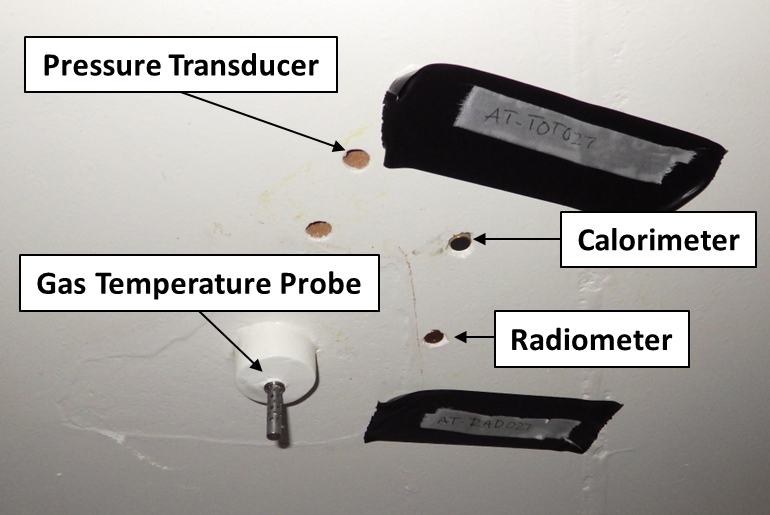 Pressure Transducer
AT-TOT027
Calorimeter
Gas Temperature Probe
Radiometer
AT-RAD027